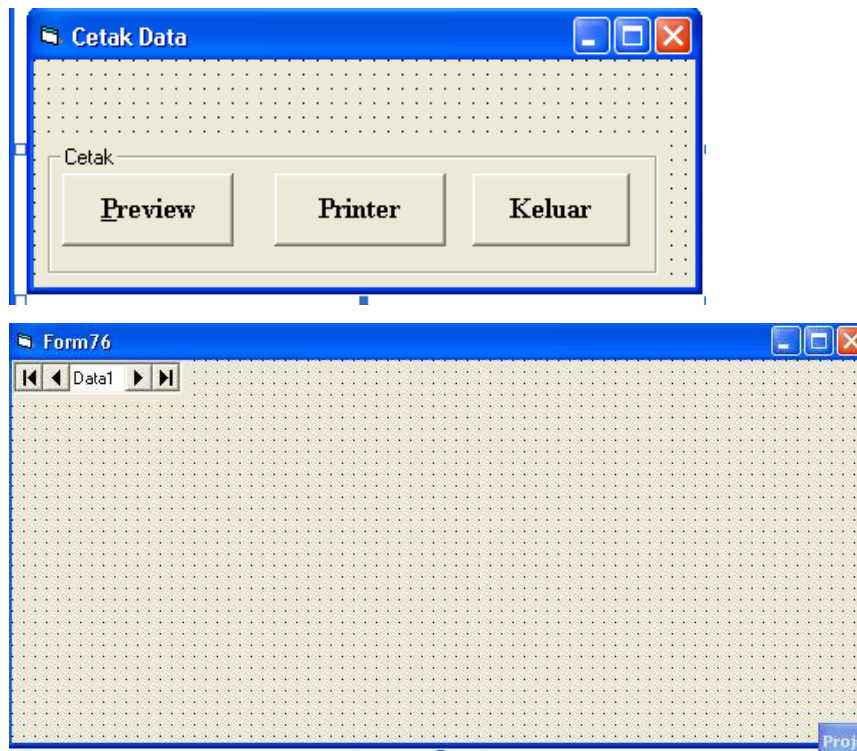 Cetak Data
Cetak
Preview Printer Keluar
Form76
Data1
Proj